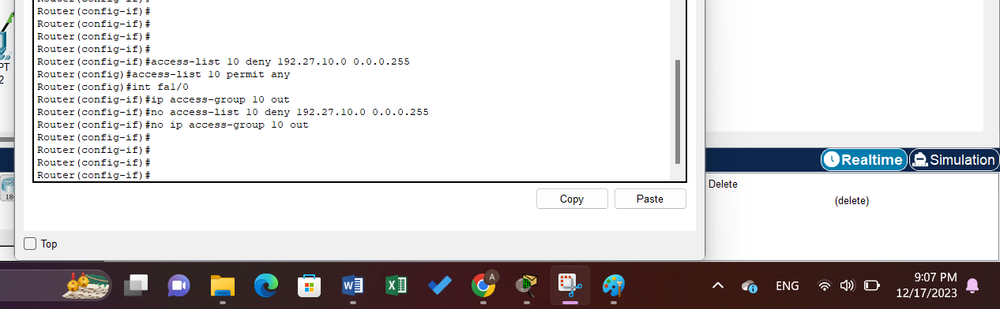 Router(config-if)#
Router(config-if)#
Router(config-if)#
Router(config-if)#
Router(config-if)#access-list 10 deny 192.27.10.0 0.0.0.255
Router(config)#access-list 10 permit any
Router(config)#int fa1/0
Router(config-if)#ip access-group 10 out
Router(config-if)#no access-list 10 deny 192.27.10.0 0.0.0.255
Router(config-if)#no ip access-group 10 out
Router(config-if)#
Router(config-if)#
Router(config-if)#
Router(config-if)#
PT
2
18
Realtime
Simulation
Copy
Paste
Delete
(delete)
Top
A
ENG
9:07 PM
12/17/2023